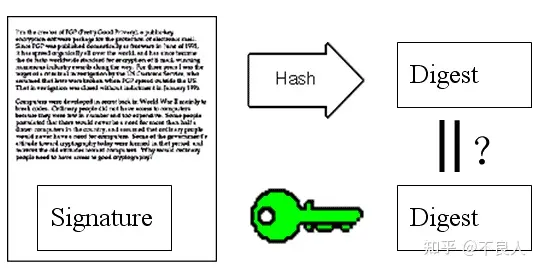 I'm the creator of PGP (Pretty Good Privacy), a public-key
encryption software package for the protection of electronic mail.
Since PGP was published domestically as freeware in June of 1991,
it has spread organically all over the world, and has since become
the de facto worldwide standard for encryption of E-mail, winning
numerous industry awards along the way. For three years I was the
target of a criminal investigation by the US Customs Service, who
assumed that laws were broken when PGP spread outside the US.
That investigation was closed without indictment in January 1996.
Computers were developed in secret back in World War II mainly to
break codes. Ordinary people did not have access to computers,
because they were few in number and too expensive. Some people
postulated that there would never be a need for more than half a
dozen computers in the country, and assumed that ordinary people
would never have a need for computers. Some of the government's
attitude toward cryptography today were formed in that period, and
the old attitudes toward computers. Why would ordinary
people need to have access to good cryptography?
Signature
Hash
Digest
?
Digest
知乎 @不良人